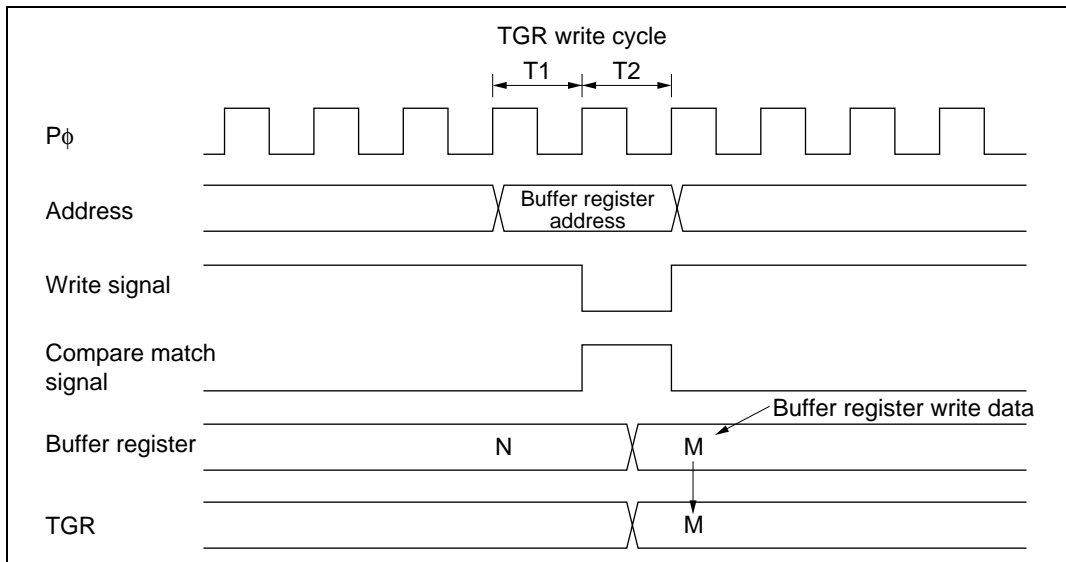 TGR write cycle
T1 T2
Pϕ
Address
Buffer register
address
Write signal
Compare match
signal
Buffer register write data
Buffer register
N M
TGR
M